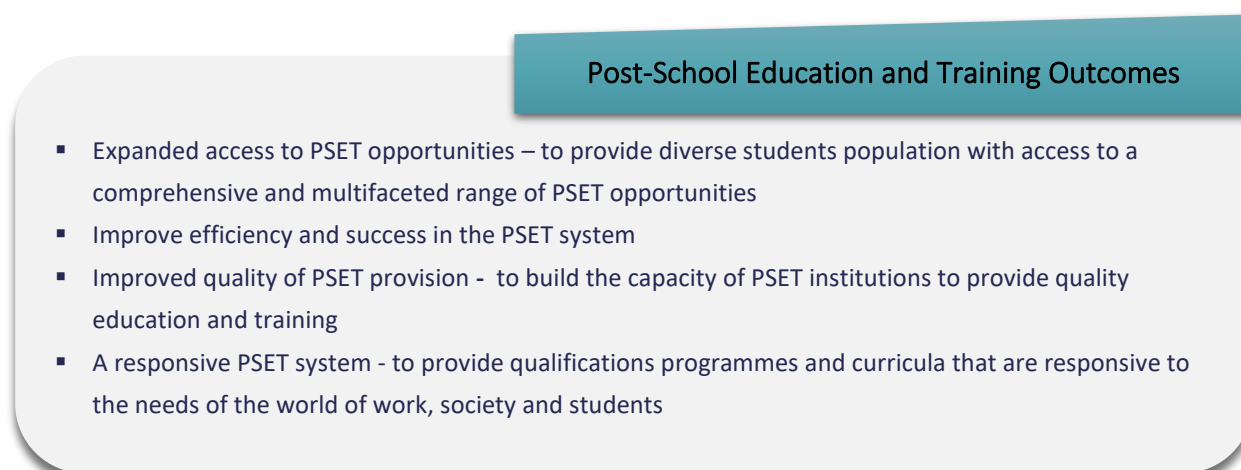 Post-School Education and Training Outcomes
▪ Expanded access to PSET opportunities – to provide diverse students population with access to a
comprehensive and multifaceted range of PSET opportunities
▪ Improve efficiency and success in the PSET system
▪ Improved quality of PSET provision - to build the capacity of PSET institutions to provide quality
education and training
▪ A responsive PSET system - to provide qualifications programmes and curricula that are responsive to
the needs of the world of work, society and students